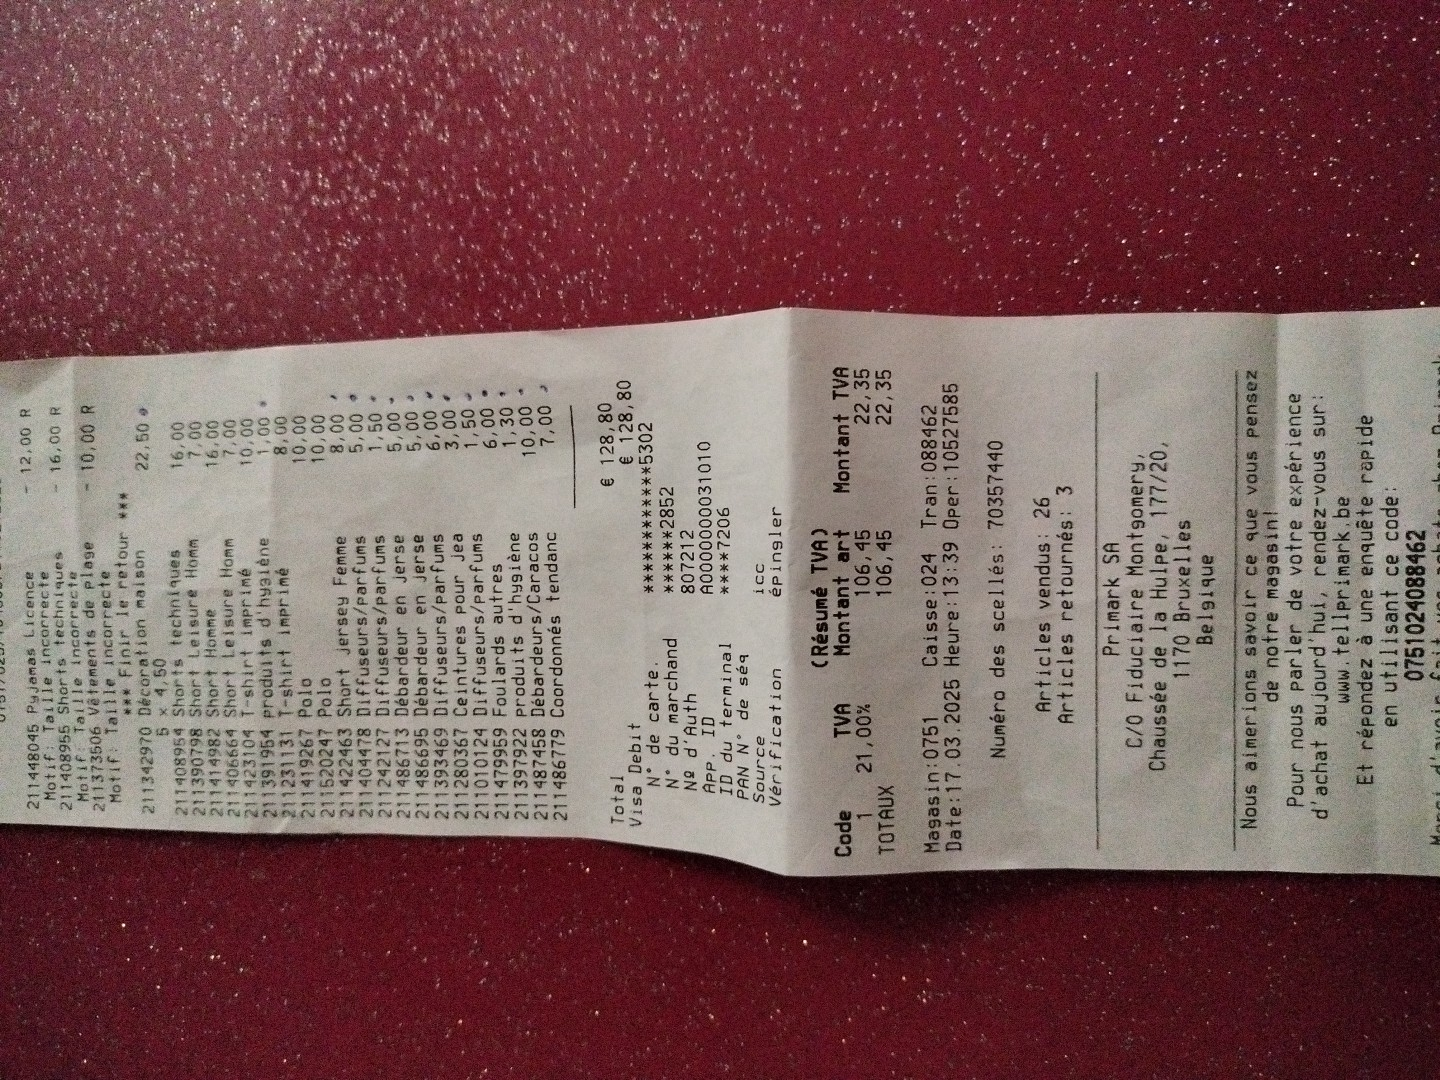 211448045 Pyjamas Licence - 12,00 R
Motif: Taille incorrecte
211408955 Shorts techniques - 16,00 R
Motif: Taille incorrecte
211373506 Vêtements de plage - 10,00 R
Motif: Taille incorrecte
*** Finir le retour ***
211342970 Décoration maison 22,50
5 x 4,50
211408954 Shorts techniques 16,00
211390798 Short Leisure Homm 7,00
211414982 Short Homme 16,00
211406664 Short Leisure Homm 7,00
211423104 T-shirt imprimé 10,00
211391954 produits d'hygiène 1,00
211231131 T-shirt imprimé 8,00
211419267 Polo 10,00
211520247 Polo 10,00
211422463 Short Jersey Femme 8,00
211404478 Diffuseurs/parfums 5,00
211242127 Diffuseurs/parfums 1,50
211486713 Débardeur en Jerse 5,00
211486695 Débardeur en Jerse 5,00
211393469 Diffuseurs/parfums 6,00
211280367 Ceintures pour jea 3,00
211010124 Diffuseurs/parfums 1,50
211479959 Foulards autres 6,00
211397922 Produits d'hygiène 1,30
211487458 Débardeurs/Caracos 10,00
211486779 Coordonnés tendanc 7,00
Total € 128,80
Visa Debit € 128,80
N° de carte. ************5302
N° du marchand ******2852
Nº d'Auth 807212
APP. ID A0000000031010
ID du terminal ****7206
PAN N° de séq
Source icc
Vérification épingler
(Résumé TVA)
Code TVA Montant art Montant TVA
1 21,00% 106,45 22,35
TOTAUX 106,45 22,35
Magasin:0751 Caisse:024 Tran:088462
Date:17.03.2025 Heure:13:39 Oper:10527585
Numéro des scellés: 70357440
Articles vendus: 26
Articles retournés: 3
Primark SA
C/O Fiduciaire Montgomery,
Chaussée de la Hulpe, 177/20,
1170 Bruxelles
Belgique
Nous aimerions savoir ce que vous pensez
de notre magasin!
Pour nous parler de votre expérience
d'achat aujourd'hui, rendez-vous sur:
www.tellPrimark.be
Et répondez à une enquête rapide
en utilisant ce code:
075102408​8462